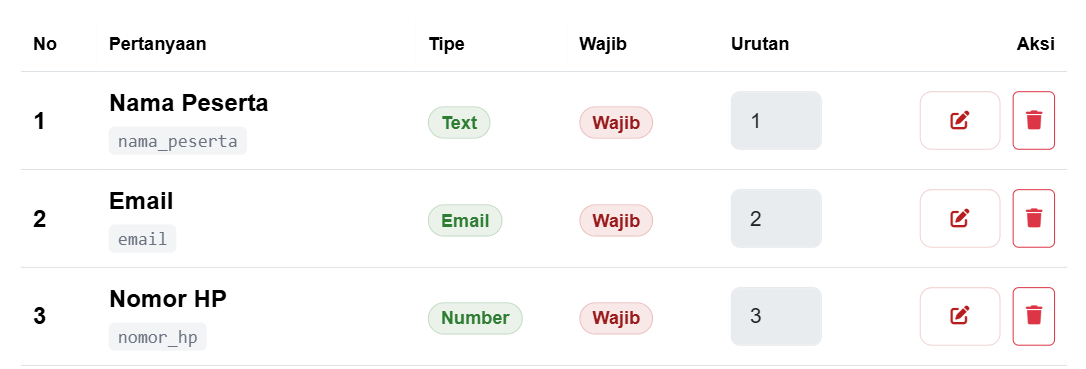 No Pertanyaan Tipe Wajib Urutan Aksi
1 Nama Peserta Text Wajib 1
nama_peserta
2 Email Email Wajib 2
email
3 Nomor HP Number Wajib 3
nomor_hp